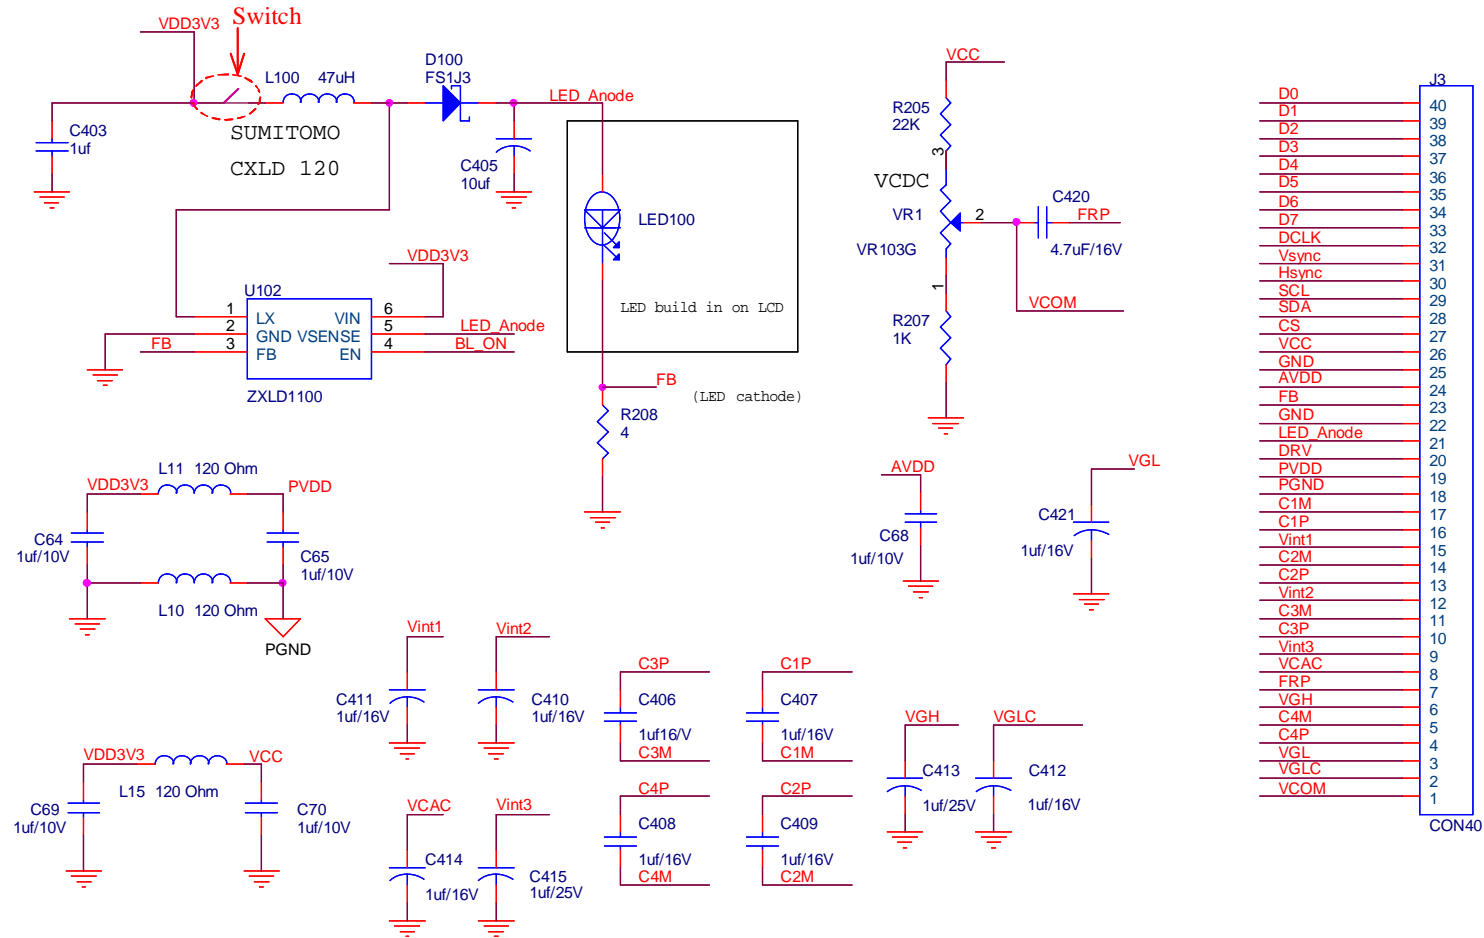 Switch
VDD3V3
L100 47uH
D100
FS1J3
LED_Anode
C403
1uf
SUMITOMO
CXLD 120
C405
10uf
LED100
LED build in on LCD
VDD3V3
U102
1 LX
2 GND
3 FB
VIN 6
VSENSE 5
EN 4
FB
LED_Anode
BL_ON
ZXLD1100
FB
(LED cathode)
R208
4
VCC
R205
22K
3
VCDC
VR1
VR103G
2
C420
FRP
4.7uF/16V
VCOM
1
R207
1K
L11 120 Ohm
VDD3V3
PVDD
C64
1uf/10V
C65
1uf/10V
L10 120 Ohm
PGND
AVDD
C68
1uf/10V
VGL
C421
1uf/16V
Vint1
C411
1uf/16V
Vint2
C410
1uf/16V
C3P
C406
1uf16/V
C3M
C1P
C407
1uf/16V
C1M
VDD3V3
VCC
L15 120 Ohm
C69
1uf/10V
C70
1uf/10V
VCAC
C414
1uf/16V
Vint3
C415
1uf/25V
C4P
C408
1uf/16V
C4M
C2P
C409
1uf/16V
C2M
VGH
C413
1uf/25V
VGLC
C412
1uf/16V
J3
D0 40
D1 39
D2 38
D3 37
D4 36
D5 35
D6 34
D7 33
DCLK 32
Vsync 31
Hsync 30
SCL 29
SDA 28
CS 27
VCC 26
GND 25
AVDD 24
FB 23
GND 22
LED_Anode 21
DRV 20
PVDD 19
PGND 18
C1M 17
C1P 16
Vint1 15
C2M 14
C2P 13
Vint2 12
C3M 11
C3P 10
Vint3 9
VCAC 8
FRP 7
VGH 6
C4M 5
C4P 4
VGL 3
VGLC 2
VCOM 1
CON40